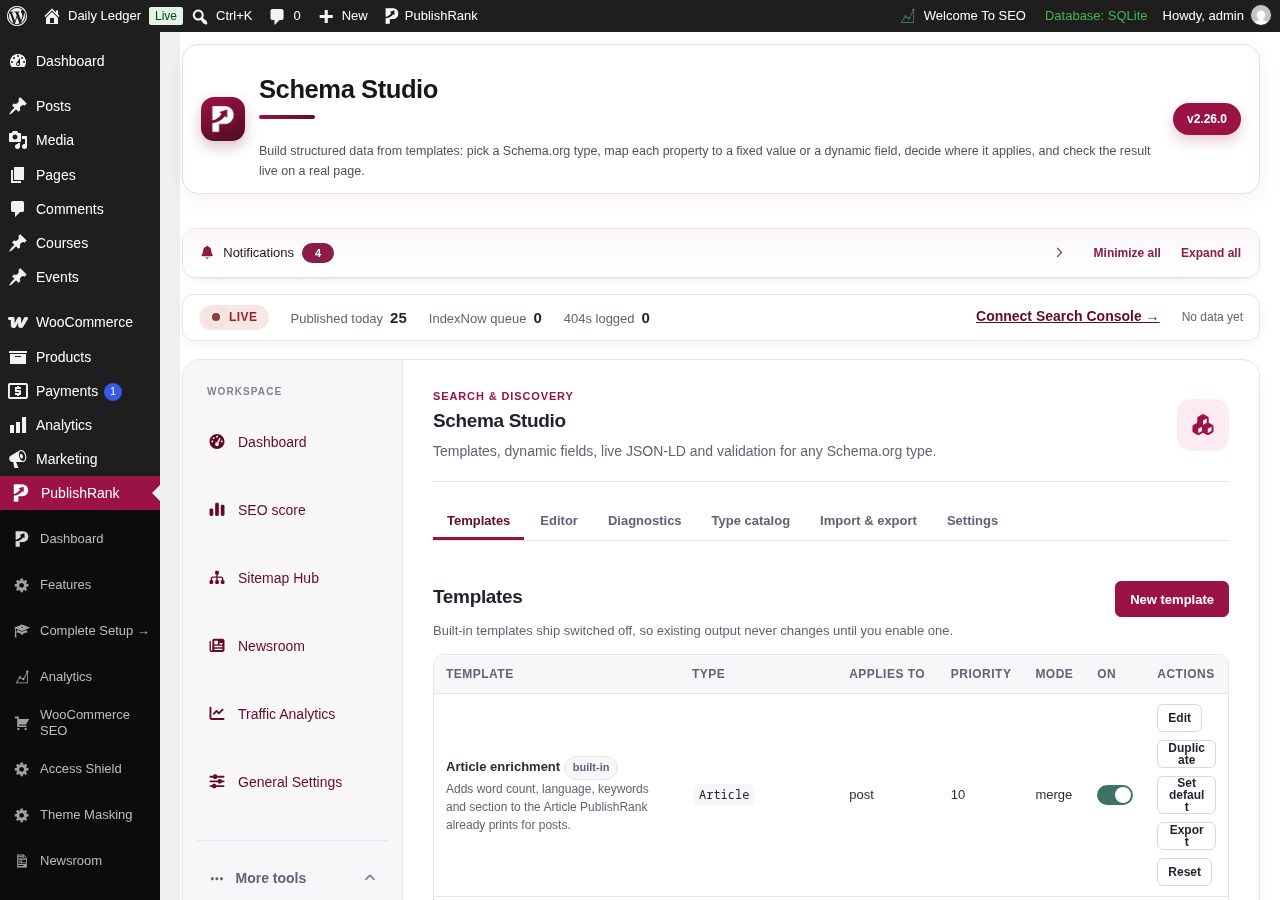 Daily Ledger Live Ctrl+K 0 New PublishRank Welcome To SEO Database: SQLite Howdy, admin
Dashboard
Posts
Media
Pages
Comments
Courses
Events
WooCommerce
Products
Payments 1
Analytics
Marketing
PublishRank
Dashboard
Features
Complete Setup →
Analytics
WooCommerce
SEO
Access Shield
Theme Masking
Newsroom
Schema Studio
Build structured data from templates: pick a Schema.org type, map each property to a fixed value or a dynamic field, decide where it applies, and check the result
live on a real page.
v2.26.0
Notifications 4 Minimize all Expand all
LIVE Published today 25 IndexNow queue 0 404s logged 0 Connect Search Console → No data yet
WORKSPACE
Dashboard
SEO score
Sitemap Hub
Newsroom
Traffic Analytics
General Settings
More tools
SEARCH & DISCOVERY
Schema Studio
Templates, dynamic fields, live JSON-LD and validation for any Schema.org type.
Templates Editor Diagnostics Type catalog Import & export Settings
Templates
New template
Built-in templates ship switched off, so existing output never changes until you enable one.
TEMPLATE TYPE APPLIES TO PRIORITY MODE ON ACTIONS
Article enrichment built-in
Adds word count, language, keywords
and section to the Article PublishRank
already prints for posts.
Article post 10 merge
Edit
Duplic
ate
Set
defaul
t
Expor
t
Reset